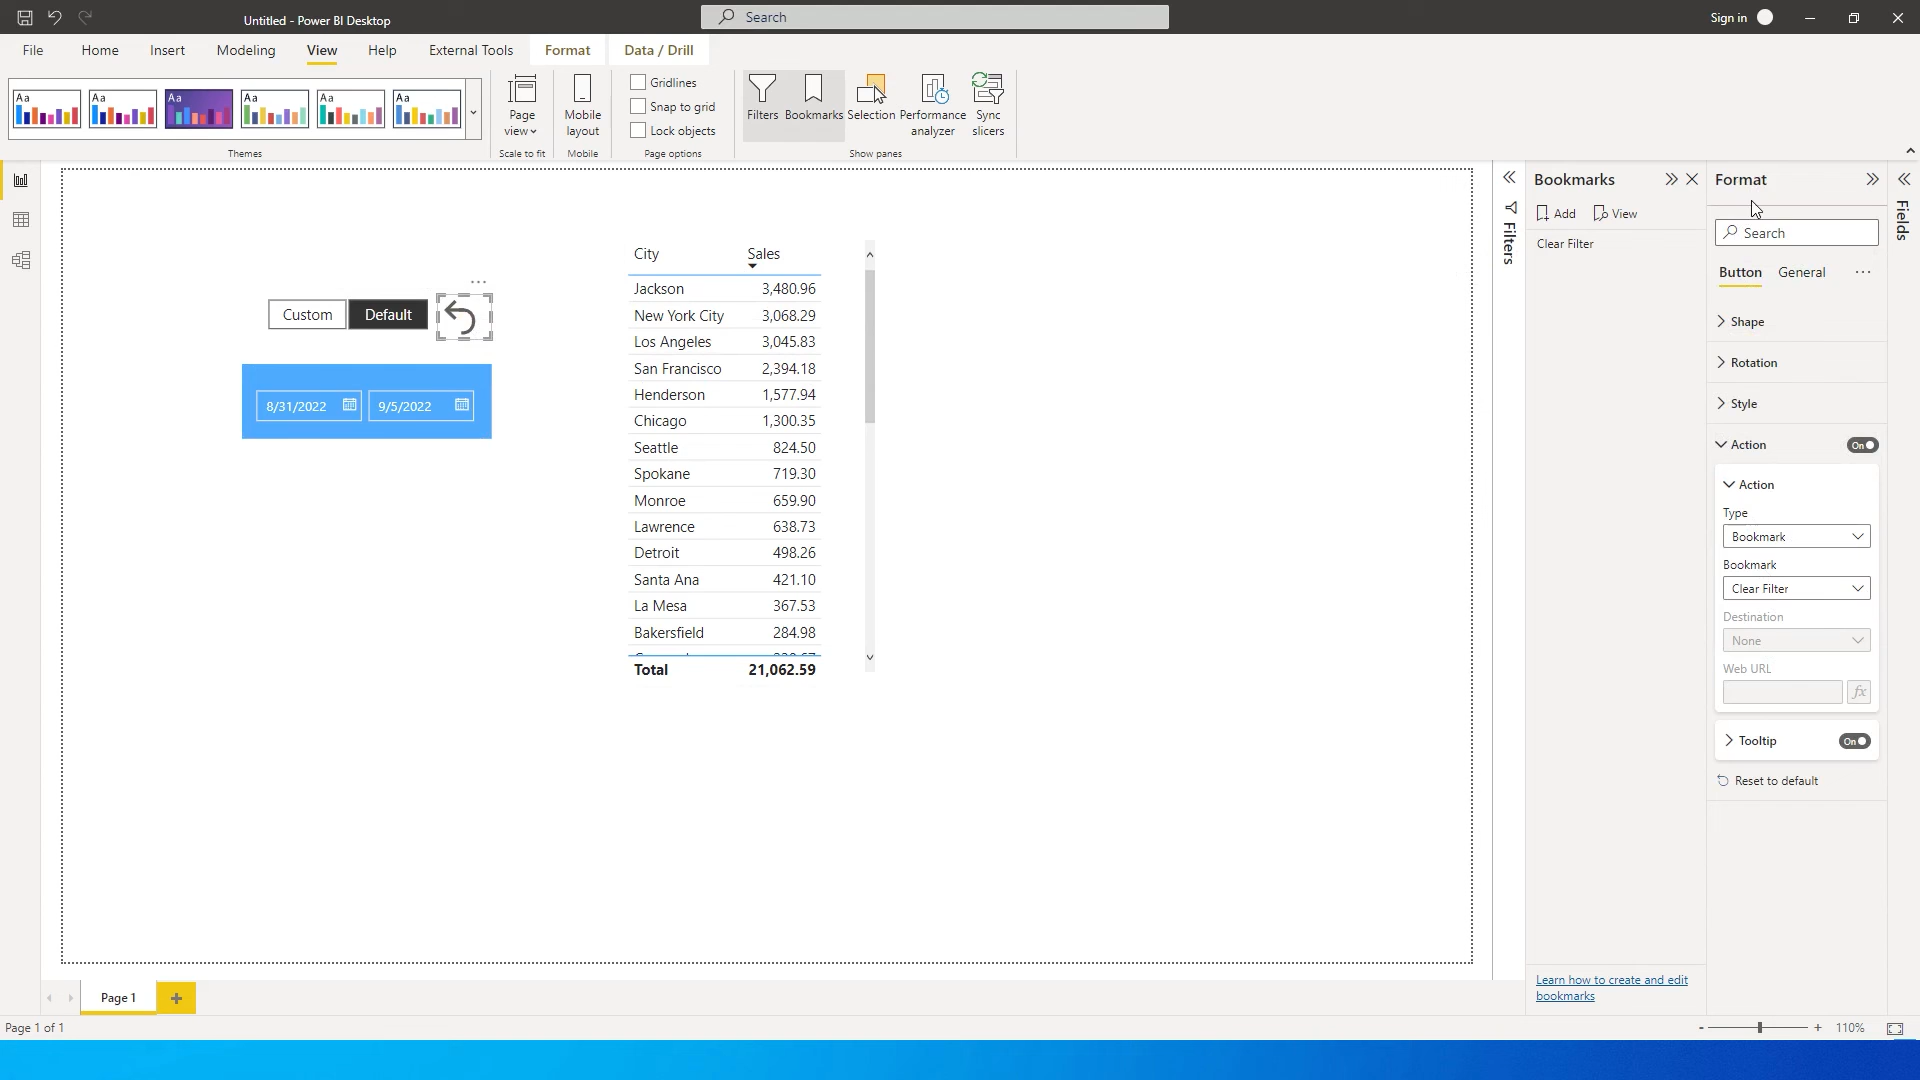 Untitled - Power BI Desktop
Search
Sign in
File Home Insert Modeling View Help External Tools Format Data / Drill
Aa Aa Aa Aa Aa Aa
Page view
Mobile layout
Gridlines
Snap to grid
Lock objects
Filters
Bookmarks
Selection
Performance analyzer
Sync slicers
Themes
Scale to fit
Mobile
Page options
Show panes
Custom
Default
8/31/2022
9/5/2022
City Sales
Jackson 3,480.96
New York City 3,068.29
Los Angeles 3,045.83
San Francisco 2,394.18
Henderson 1,577.94
Chicago 1,300.35
Seattle 824.50
Spokane 719.30
Monroe 659.90
Lawrence 638.73
Detroit 498.26
Santa Ana 421.10
La Mesa 367.53
Bakersfield 284.98
Total 21,062.59
Filters
Bookmarks
Add
View
Clear Filter
Learn how to create and edit
bookmarks
Format
Search
Button General
Shape
Rotation
Style
Action On
Action
Type
Bookmark
Bookmark
Clear Filter
Destination
None
Web URL
fx
Tooltip On
Reset to default
Fields
Page 1
Page 1 of 1
- + 110%